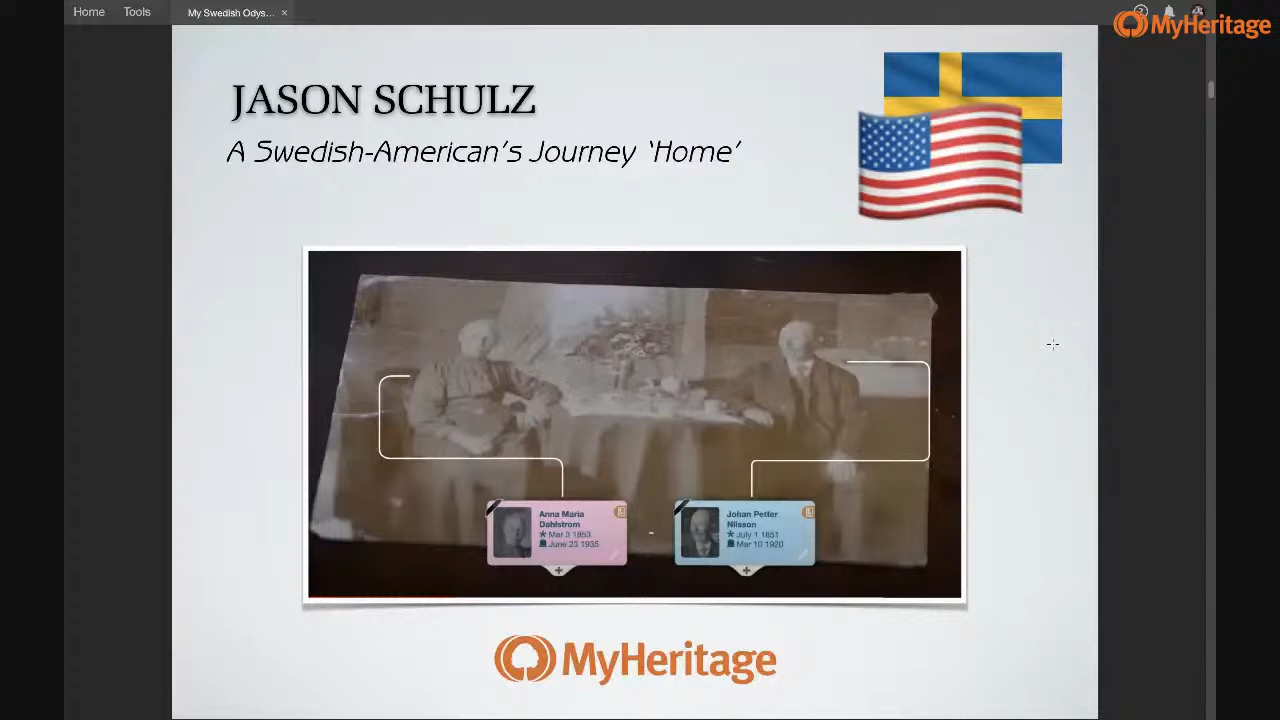 Home Tools My Swedish Odys... ×
MyHeritage
JASON SCHULZ
A Swedish-American's Journey 'Home'
Anna Maria
Dahlstrom
Mar 3 1853
June 23 1935
-
Johan Petter
Nilsson
July 1 1851
Mar 10 1920
MyHeritage